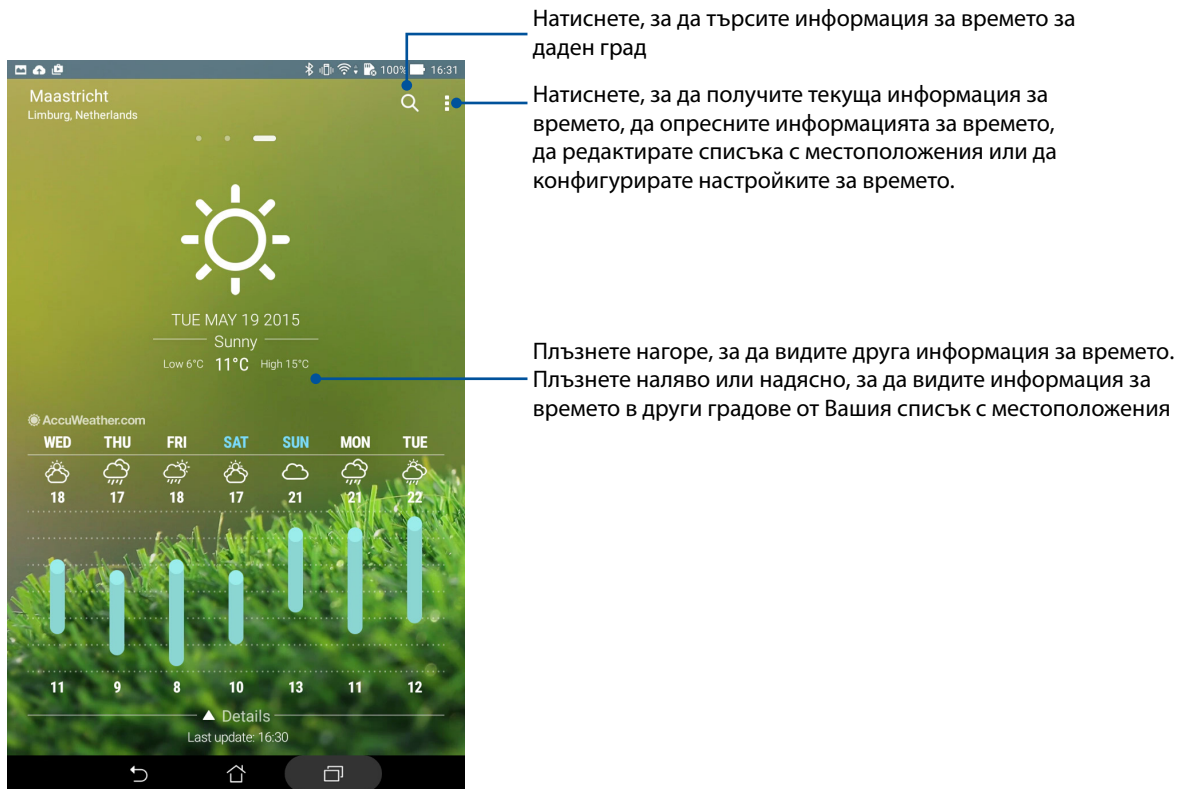 Натиснете, за да търсите информация за времето за
даден град
100% 16:31
Maastricht
Limburg, Netherlands
Натиснете, за да получите текуща информация за
времето, да опресните информацията за времето,
да редактирате списъка с местоположения или да
конфигурирате настройките за времето.
TUE MAY 19 2015
Sunny
Low 6°C 11°C High 15°C
Плъзнете нагоре, за да видите друга информация за времето.
Плъзнете наляво или надясно, за да видите информация за
времето в други градове от Вашия списък с местоположения
AccuWeather.com
WED THU FRI SAT SUN MON TUE
18 17 18 17 21 21 22
11 9 8 10 13 11 12
Details
Last update: 16:30